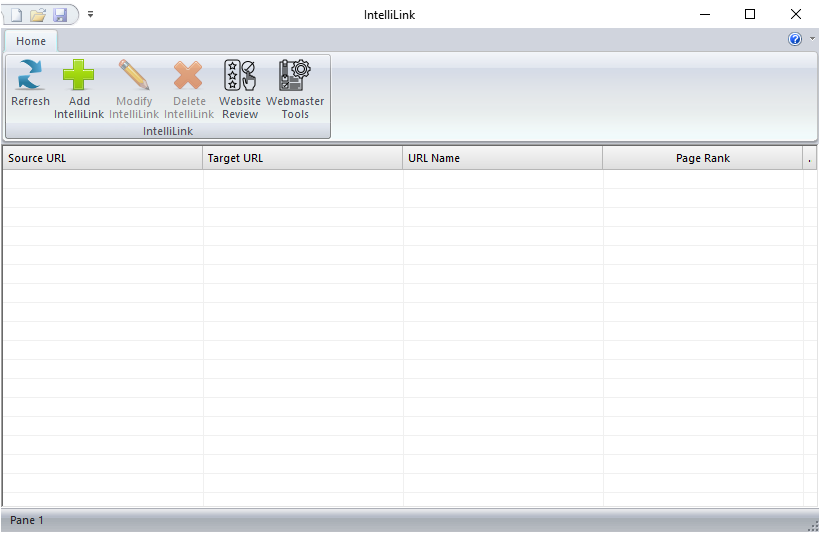 IntelliLink
Home
Refresh
Add IntelliLink
Modify IntelliLink
Delete IntelliLink
Website Review
Webmaster Tools
IntelliLink
Source URL
Target URL
URL Name
Page Rank
.
Pane 1